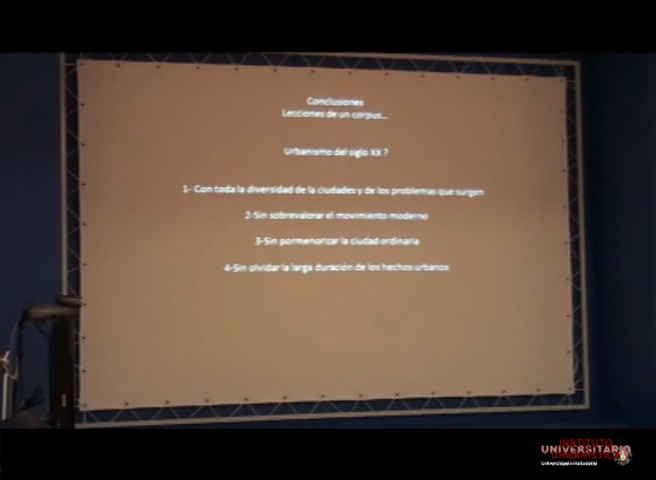 Conclusiones
Lecciones de un corpus...
Urbanismo del siglo XX ?
1- Con toda la diversidad de la ciudades y de los problemas que surgen
2-Sin sobrevalorar el movimiento moderno
3-Sin pormenorizar la ciudad ordinaria
4-Sin olvidar la larga duración de los hechos urbanos
INSTITUTO
UNIVERSITARIO
URBANÍSTICA
UniversidaddeValladolid